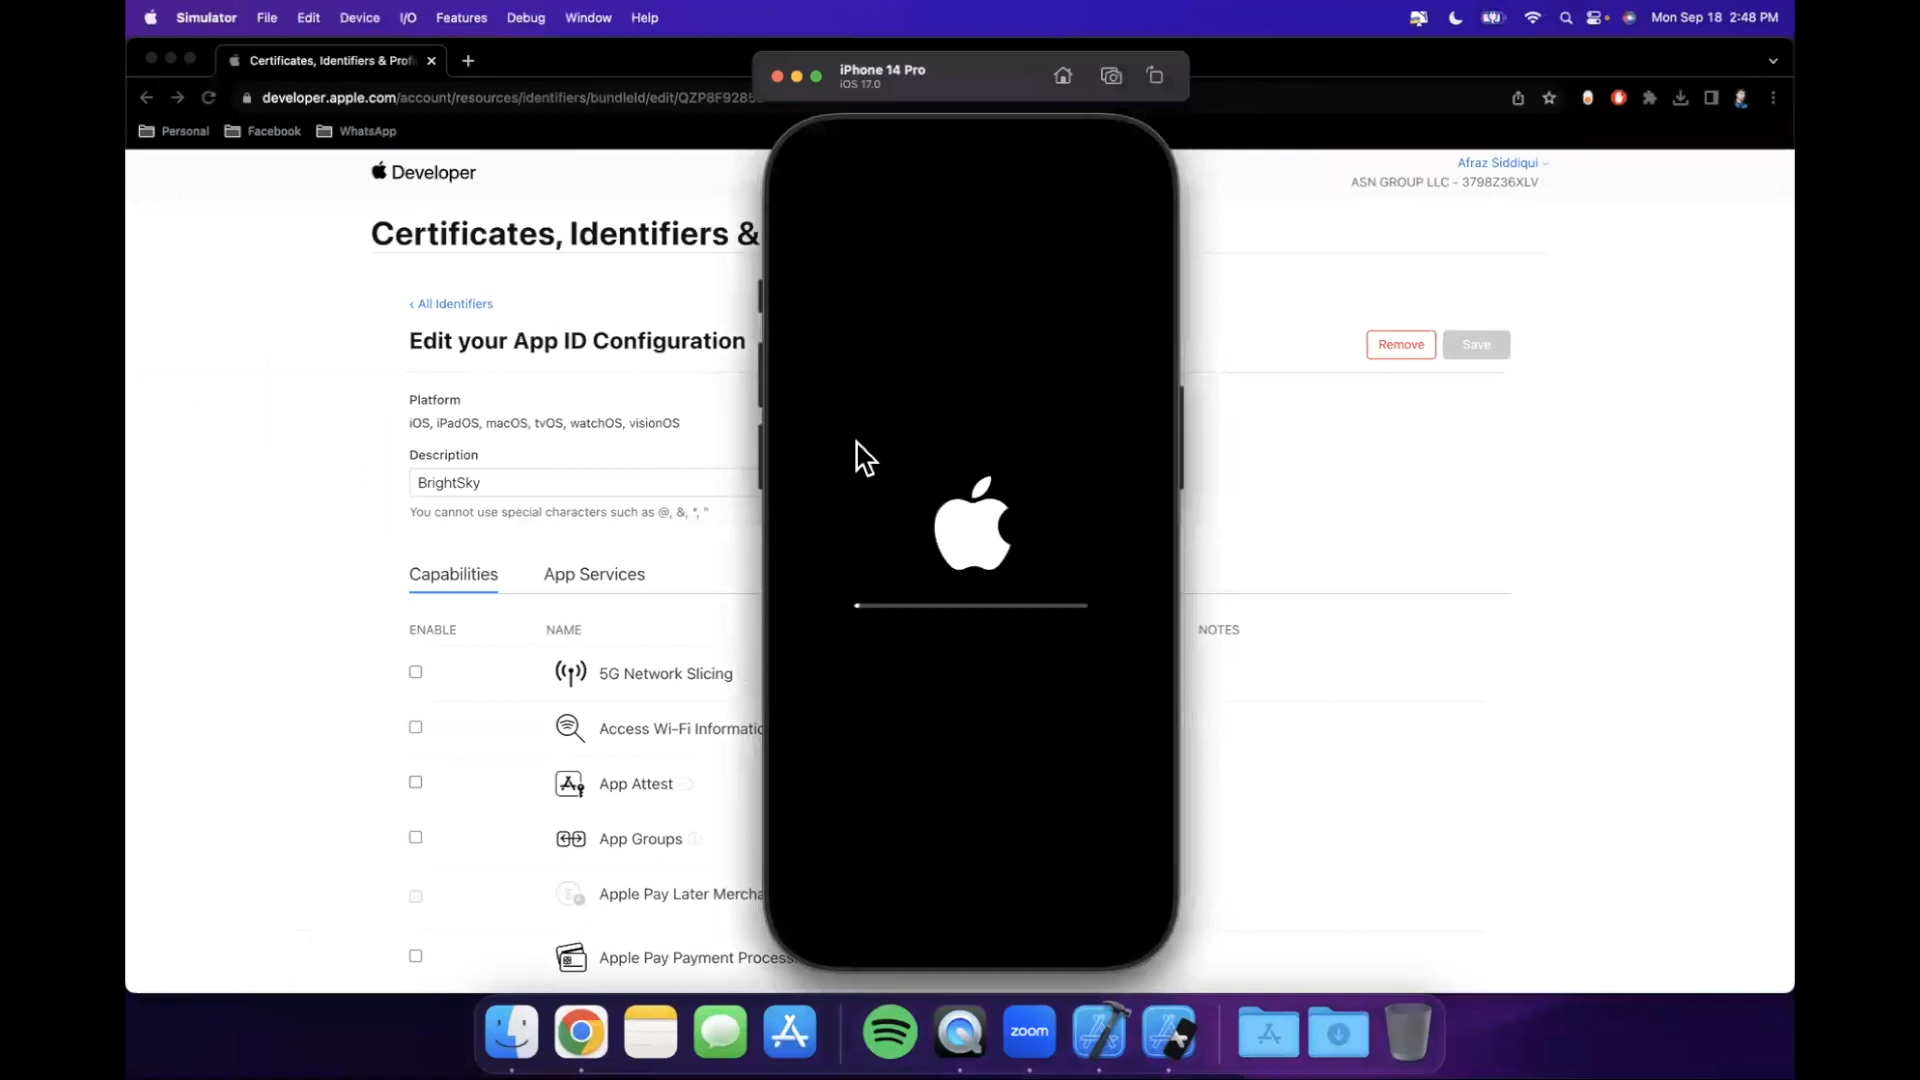 Simulator File Edit Device I/O Features Debug Window Help
Mon Sep 18 2:48 PM
Certificates, Identifiers & Prof
iPhone 14 Pro
iOS 17.0
developer.apple.com/account/resources/identifiers/bundleId/edit/QZP8F9285
Personal Facebook WhatsApp
Developer
Afraz Siddiqui
ASN GROUP LLC - 3798Z36XLV
Certificates, Identifiers &
‹ All Identifiers
Edit your App ID Configuration
Remove Save
Platform
iOS, iPadOS, macOS, tvOS, watchOS, visionOS
Description
BrightSky
You cannot use special characters such as @, &, *, "
Capabilities App Services
ENABLE NAME NOTES
5G Network Slicing
Access Wi-Fi Informatio
App Attest
App Groups
Apple Pay Later Mercha
Apple Pay Payment Process
zoom